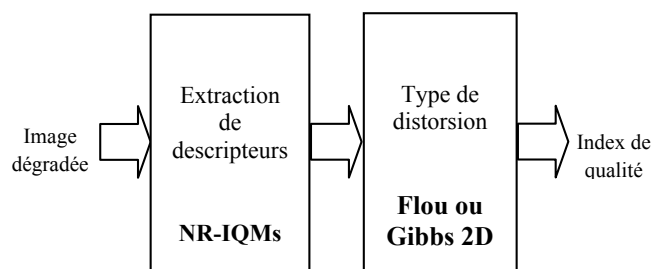 Image
dégradée
Extraction
de
descripteurs
NR-IQMs
Type de
distorsion
Flou ou
Gibbs 2D
Index de
qualité